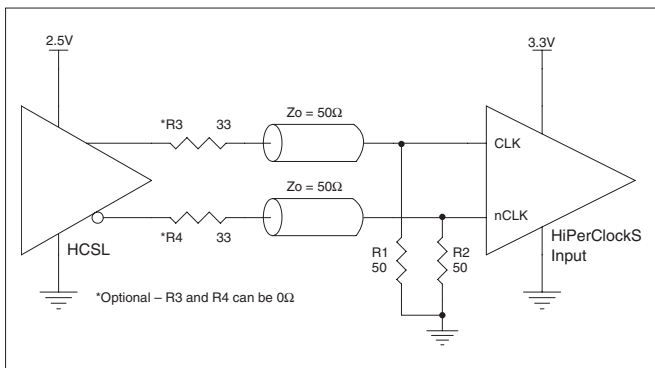 2.5V
3.3V
*R3 33
Zo = 50Ω
CLK
Zo = 50Ω
nCLK
HCSL
*R4 33
R1
50
R2
50
HiPerClockS
Input
*Optional – R3 and R4 can be 0Ω